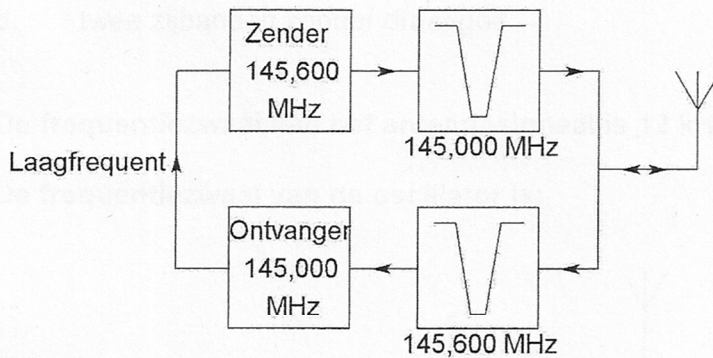 Zender
145,600
MHz
145,000 MHz
Laagfrequent
Ontvanger
145,000
MHz
145,600 MHz